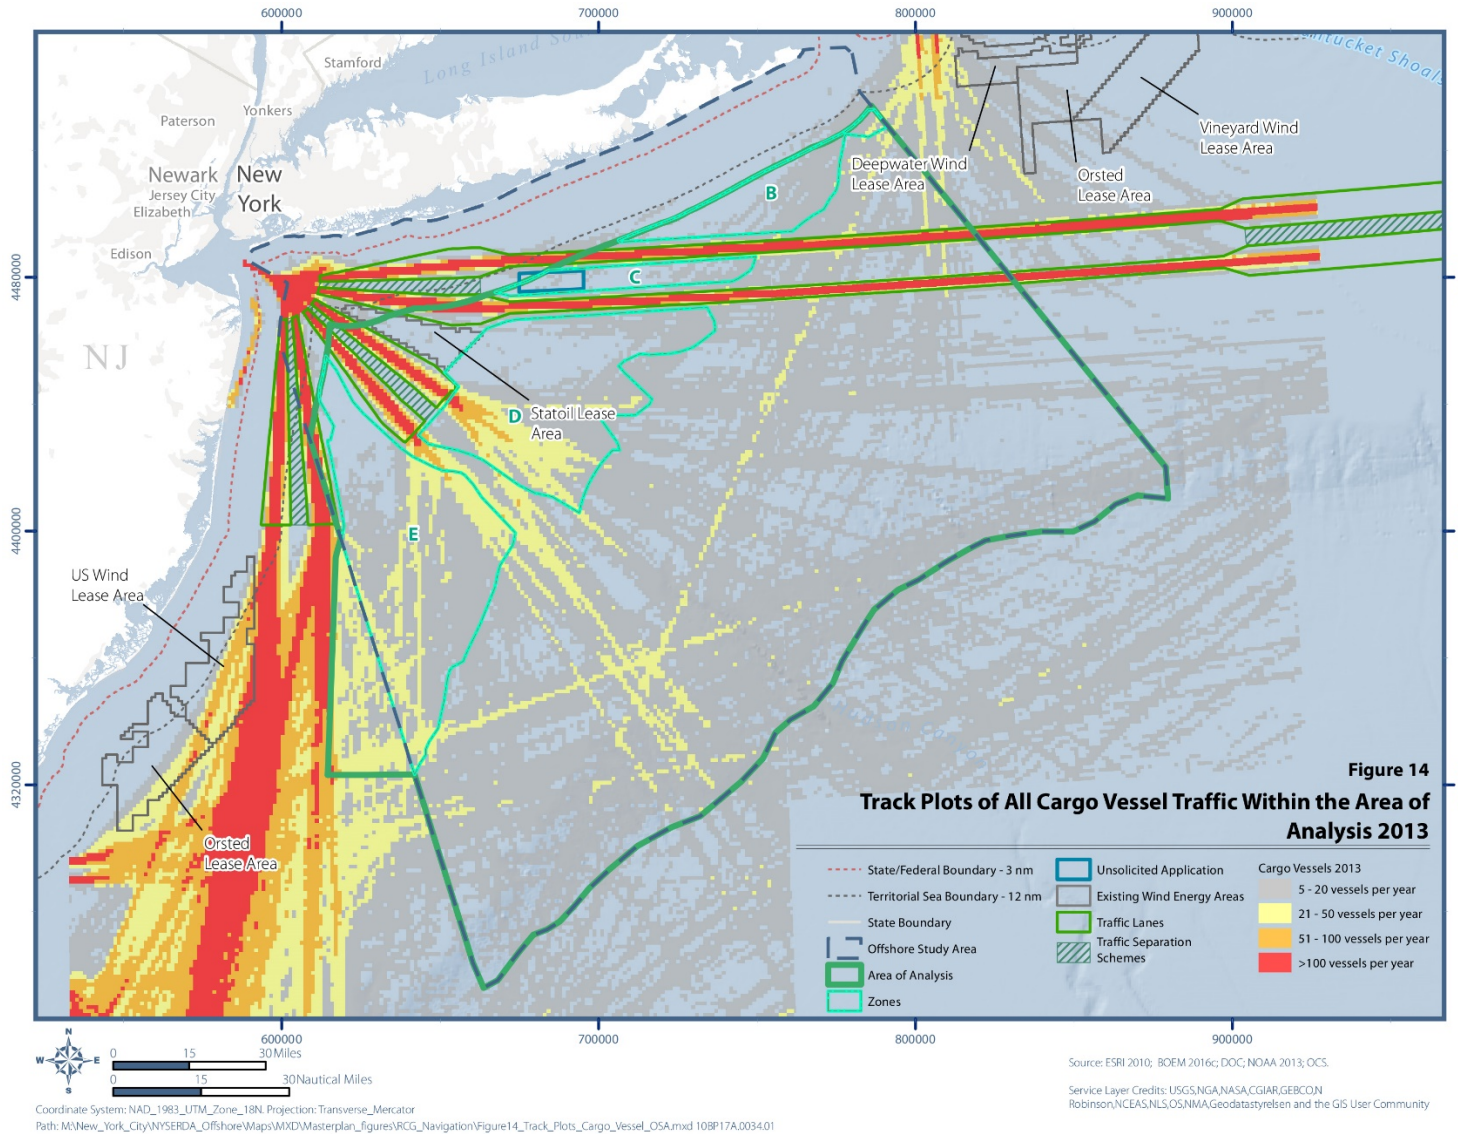 600000
700000
800000
900000
Stamford
Long Island Sou
ntucket Shoals
Yonkers
Paterson
Vineyard Wind
Lease Area
Deepwater Wind
Lease Area
Orsted
Lease Area
Newark
New
York
Jersey City
Elizabeth
B
Edison
4480000
C
NJ
Statoil Lease
Area
D
4400000
E
US Wind
Lease Area
4320000
Orsted
Lease Area
Figure 14
Track Plots of All Cargo Vessel Traffic Within the Area of
Analysis 2013
State/Federal Boundary - 3 nm
Territorial Sea Boundary - 12 nm
State Boundary
Offshore Study Area
Area of Analysis
Zones
Unsolicited Application
Existing Wind Energy Areas
Traffic Lanes
Traffic Separation
Schemes
Cargo Vessels 2013
5 - 20 vessels per year
21 - 50 vessels per year
51 - 100 vessels per year
>100 vessels per year
600000
700000
800000
900000
N
W
E
S
0 15 30 Miles
0 15 30 Nautical Miles
Coordinate System: NAD_1983_UTM_Zone_18N. Projection: Transverse_Mercator
Path: M:\New_York_City\NYSERDA_Offshore\Maps\MXD\Masterplan_figures\RCG_Navigation\Figure14_Track_Plots_Cargo_Vessel_OSA.mxd 10BP17A.0034.01
Source: ESRI 2010; BOEM 2016c; DOC; NOAA 2013; OCS.
Service Layer Credits: USGS,NGA,NASA,CGIAR,GEBCO,N
Robinson,NCEAS,NLS,OS,NMA,Geodatastyrelsen and the GIS User Community